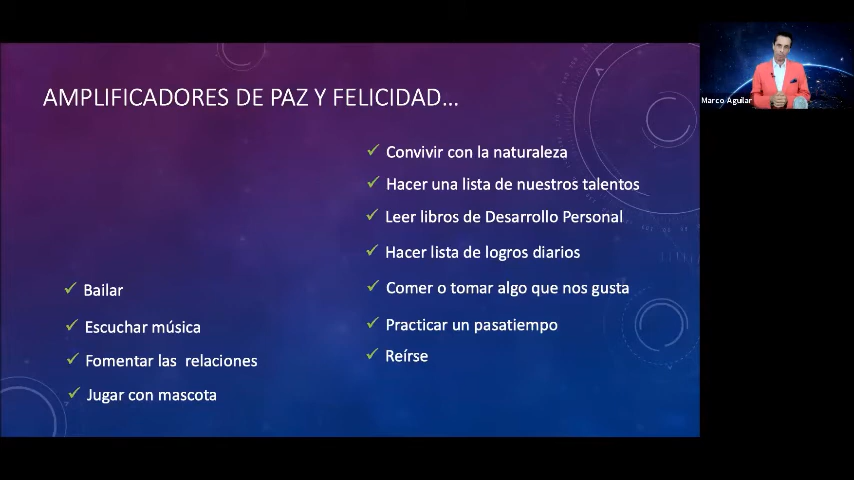 AMPLIFICADORES DE PAZ Y FELICIDAD...
Bailar
Escuchar música
Fomentar las relaciones
Jugar con mascota
Convivir con la naturaleza
Hacer una lista de nuestros talentos
Leer libros de Desarrollo Personal
Hacer lista de logros diarios
Comer o tomar algo que nos gusta
Practicar un pasatiempo
Reírse
Marco Aguilar